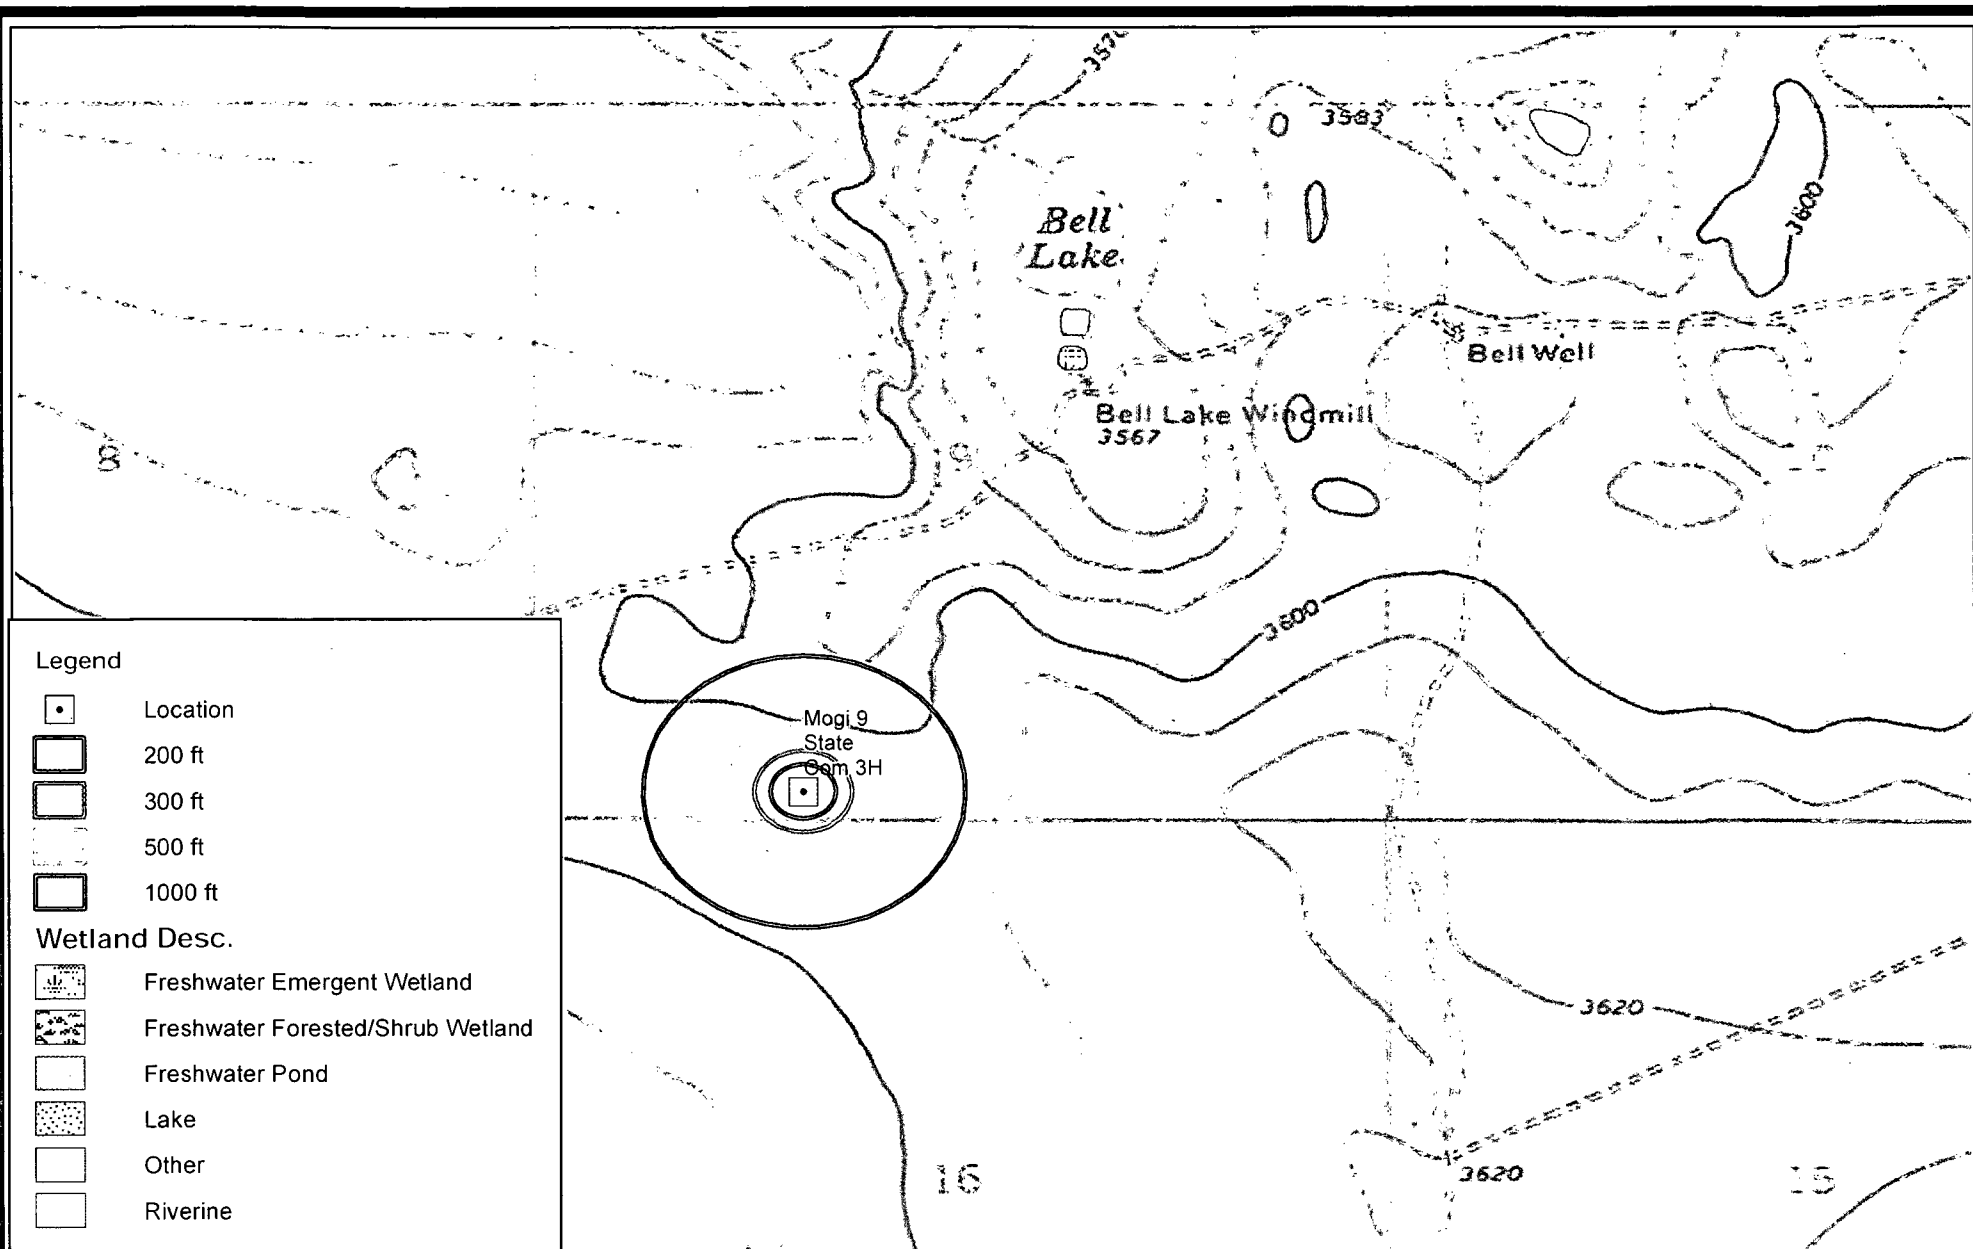 3570
3583
Bell
Lake
3600
Bell Well
Bell Lake Windmill
3567
8
9
3600
Mogi 9
State
Com 3H
3620
3620
16
15
Legend
Location
200 ft
300 ft
500 ft
1000 ft
Wetland Desc.
Freshwater Emergent Wetland
Freshwater Forested/Shrub Wetland
Freshwater Pond
Lake
Other
Riverine